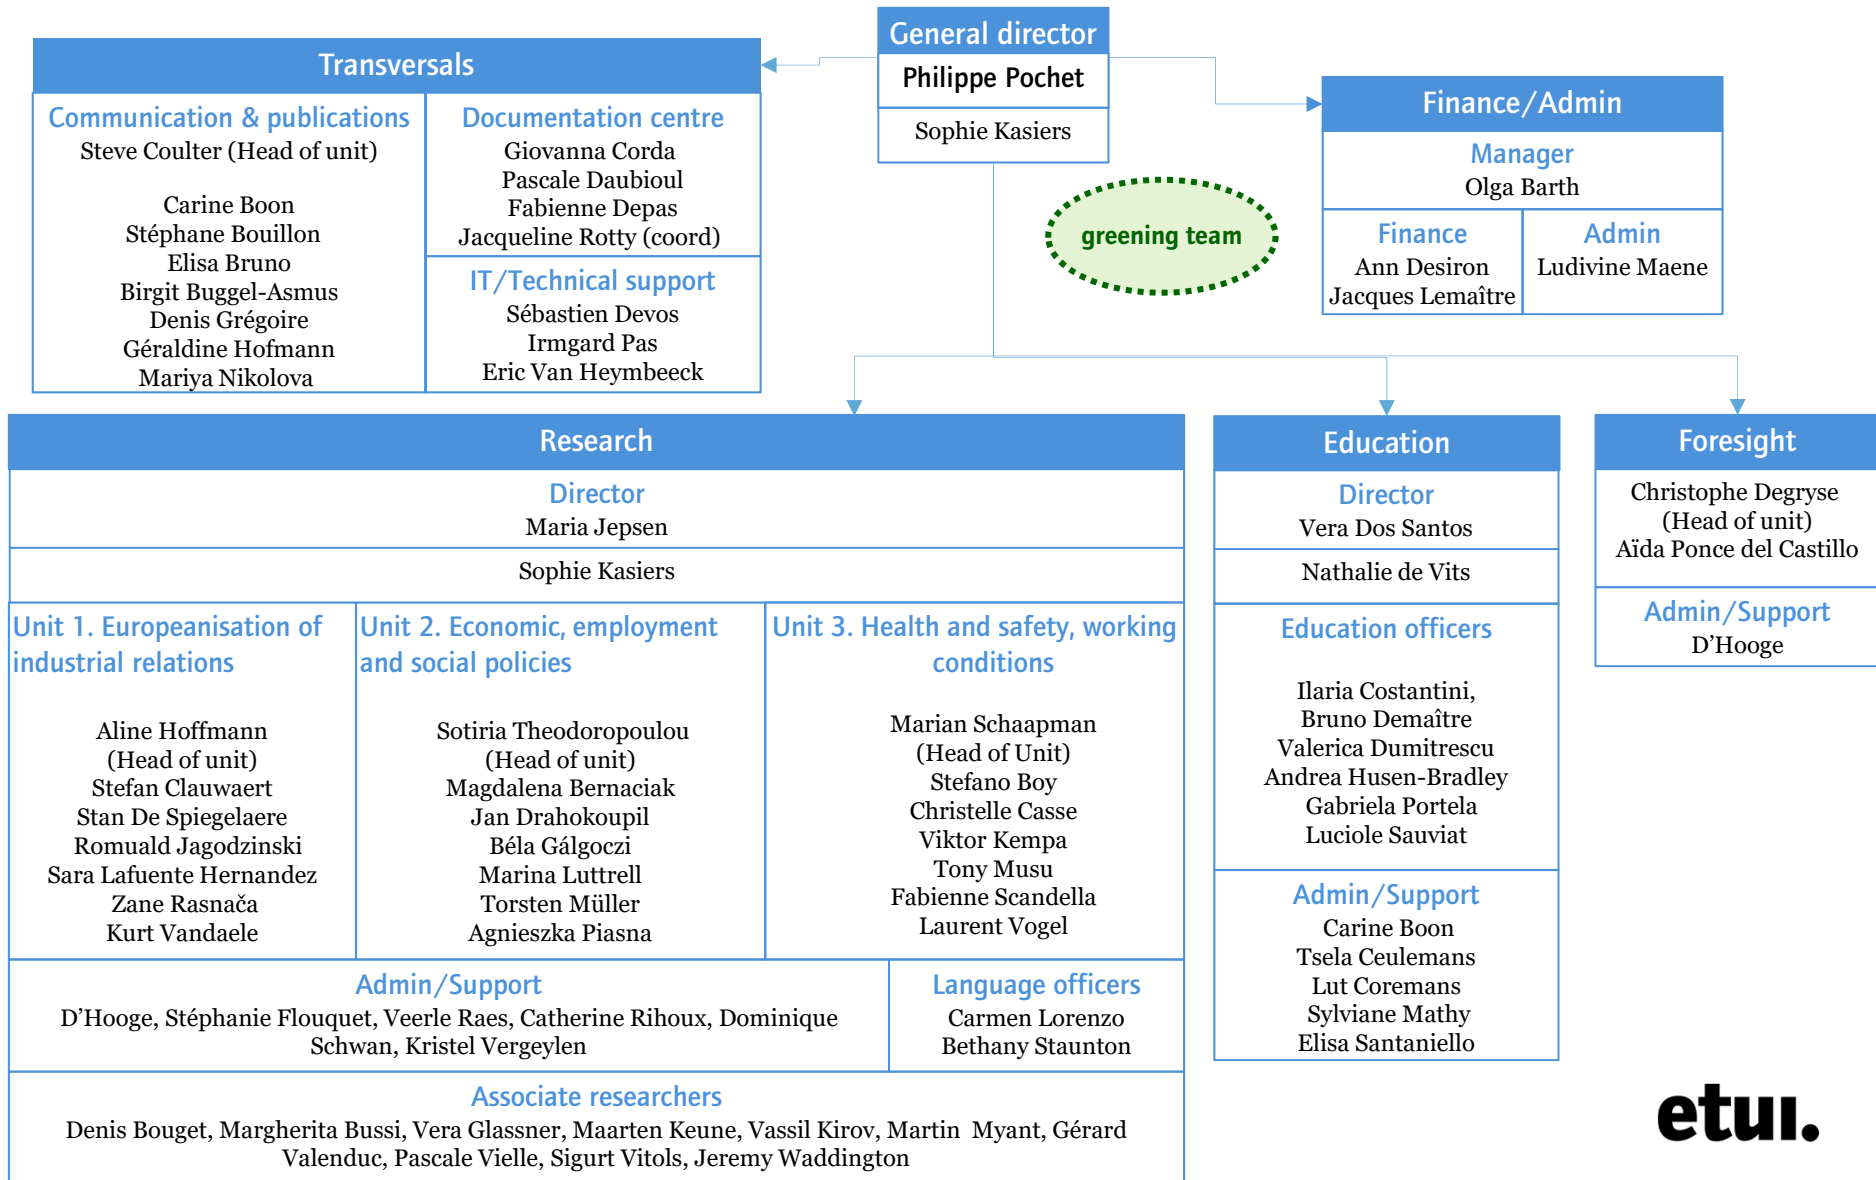 General director
Philippe Pochet
Sophie Kasiers
Transversals
Communication & publications
Steve Coulter (Head of unit)
Carine Boon
Stéphane Bouillon
Elisa Bruno
Birgit Buggel-Asmus
Denis Grégoire
Géraldine Hofmann
Mariya Nikolova
Documentation centre
Giovanna Corda
Pascale Daubioul
Fabienne Depas
Jacqueline Rotty (coord)
IT/Technical support
Sébastien Devos
Irmgard Pas
Eric Van Heymbeeck
greening team
Finance/Admin
Manager
Olga Barth
Finance
Ann Desiron
Jacques Lemaître
Admin
Ludivine Maene
Research
Director
Maria Jepsen
Sophie Kasiers
Unit 1. Europeanisation of
industrial relations
Aline Hoffmann
(Head of unit)
Stefan Clauwaert
Stan De Spiegelaere
Romuald Jagodzinski
Sara Lafuente Hernandez
Zane Rasnača
Kurt Vandaele
Unit 2. Economic, employment
and social policies
Sotiria Theodoropoulou
(Head of unit)
Magdalena Bernaciak
Jan Drahokoupil
Béla Gálgoczi
Marina Luttrell
Torsten Müller
Agnieszka Piasna
Unit 3. Health and safety, working
conditions
Marian Schaapman
(Head of Unit)
Stefano Boy
Christelle Casse
Viktor Kempa
Tony Musu
Fabienne Scandella
Laurent Vogel
Admin/Support
D’Hooge, Stéphanie Flouquet, Veerle Raes, Catherine Rihoux, Dominique
Schwan, Kristel Vergeylen
Language officers
Carmen Lorenzo
Bethany Staunton
Associate researchers
Denis Bouget, Margherita Bussi, Vera Glassner, Maarten Keune, Vassil Kirov, Martin Myant, Gérard
Valenduc, Pascale Vielle, Sigurt Vitols, Jeremy Waddington
Education
Director
Vera Dos Santos
Nathalie de Vits
Education officers
Ilaria Costantini,
Bruno Demaître
Valerica Dumitrescu
Andrea Husen-Bradley
Gabriela Portela
Luciole Sauviat
Admin/Support
Carine Boon
Tsela Ceulemans
Lut Coremans
Sylviane Mathy
Elisa Santaniello
Foresight
Christophe Degryse
(Head of unit)
Aïda Ponce del Castillo
Admin/Support
D’Hooge
etui.